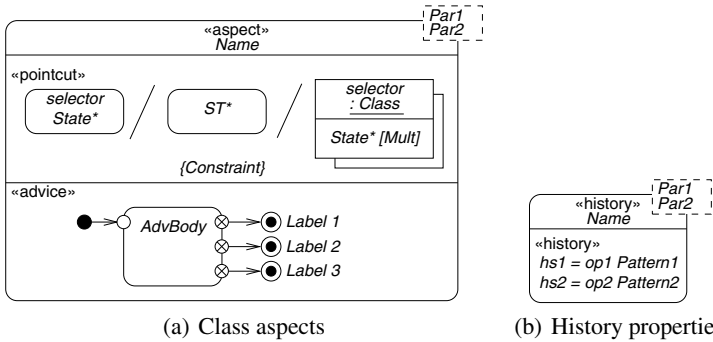 Par1
Par2
«aspect»
Name
«pointcut»
selector
State*
ST*
selector
: Class
State* [Mult]
{Constraint}
«advice»
AdvBody
Label 1
Label 2
Label 3
(a) Class aspects
Par1
Par2
«history»
Name
«history»
hs1 = op1 Pattern1
hs2 = op2 Pattern2
(b) History propertie